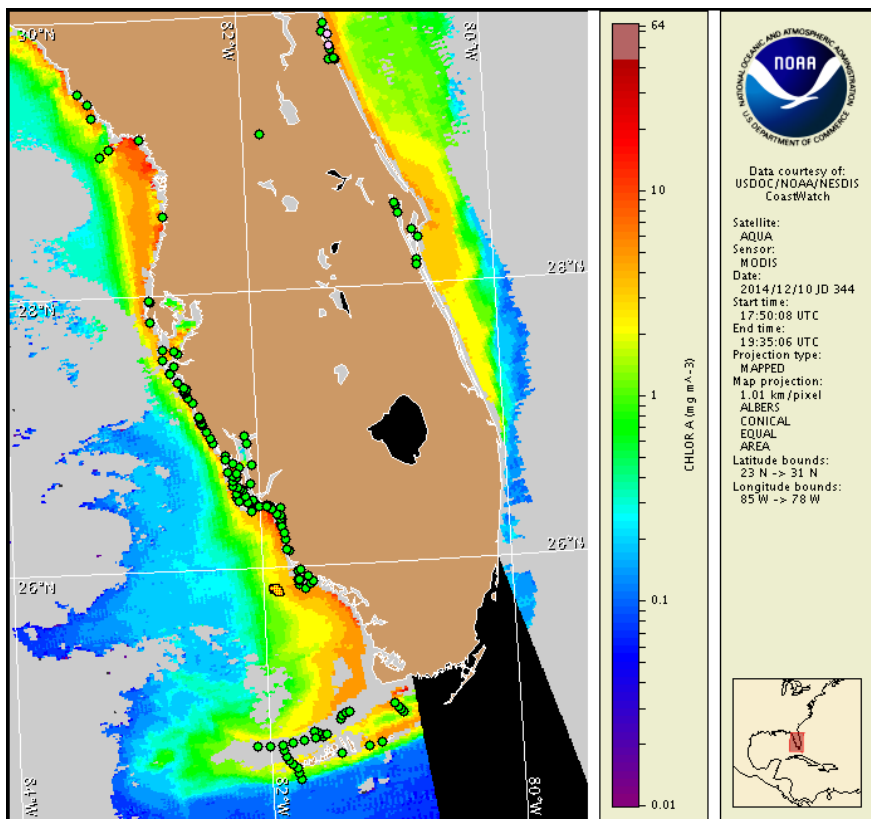 30°N
82°W
80°W
28°N
28°N
26°N
26°N
84°W
82°W
80°W
64
10
1
0.1
0.01
CHLOR A (mg m^-3)
NATIONAL OCEANIC AND ATMOSPHERIC ADMINISTRATION
NOAA
U.S. DEPARTMENT OF COMMERCE
Data courtesy of:
USDOC/NOAA/NESDIS
CoastWatch
Satellite:
AQUA
Sensor:
MODIS
Date:
2014/12/10 JD 344
Start time:
17:50:08 UTC
End time:
19:35:06 UTC
Projection type:
MAPPED
Map projection:
1.01 km/pixel
ALBERS
CONICAL
EQUAL
AREA
Latitude bounds:
23 N -> 31 N
Longitude bounds:
85 W -> 78 W